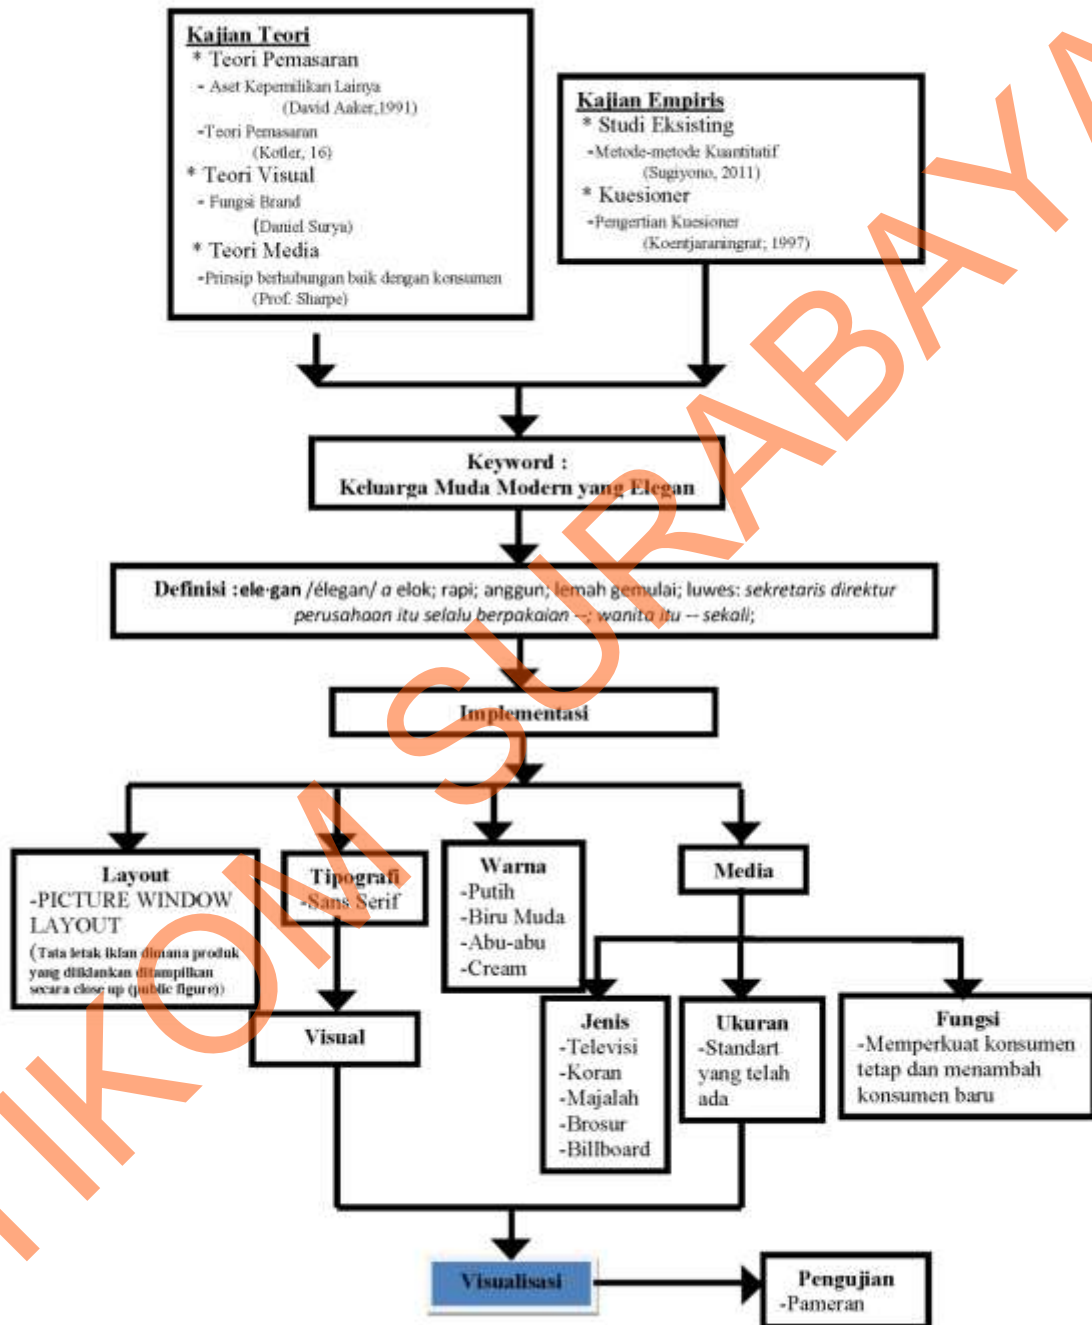 Kajian Teori
* Teori Pemasaran
- Aset Kepemilikan Lainya
(David Aaker,1991)
-Teori Pemasaran
(Kotler, 16)
* Teori Visual
- Fungsi Brand
(Daniel Surya)
* Teori Media
-Prinsip berhubungan baik dengan konsumen
(Prof. Sharpe)
Kajian Empiris
* Studi Eksisting
-Metode-metode Kuantitatif
(Sugiyono, 2011)
* Kuesioner
-Pengertian Kuesioner
(Koentjaraningrat; 1997)
Keyword :
Keluarga Muda Modern yang Elegan
Definisi :ele·gan /élegan/ a elok; rapi; anggun; lemah gemulai; luwes: sekretaris direktur
perusahaan itu selalu berpakaian --; wanita itu -- sekali;
Implementasi
Layout
-PICTURE WINDOW
LAYOUT
(Tata letak iklan dimana produk
yang diiklankan ditampilkan
secara close up (public figure))
Tipografi
-Sans Serif
Warna
-Putih
-Biru Muda
-Abu-abu
-Cream
Media
Visual
Jenis
-Televisi
-Koran
-Majalah
-Brosur
-Billboard
Ukuran
-Standart
yang telah
ada
Fungsi
-Memperkuat konsumen
tetap dan menambah
konsumen baru
Visualisasi
Pengujian
-Pameran
IKOM SURABAYA